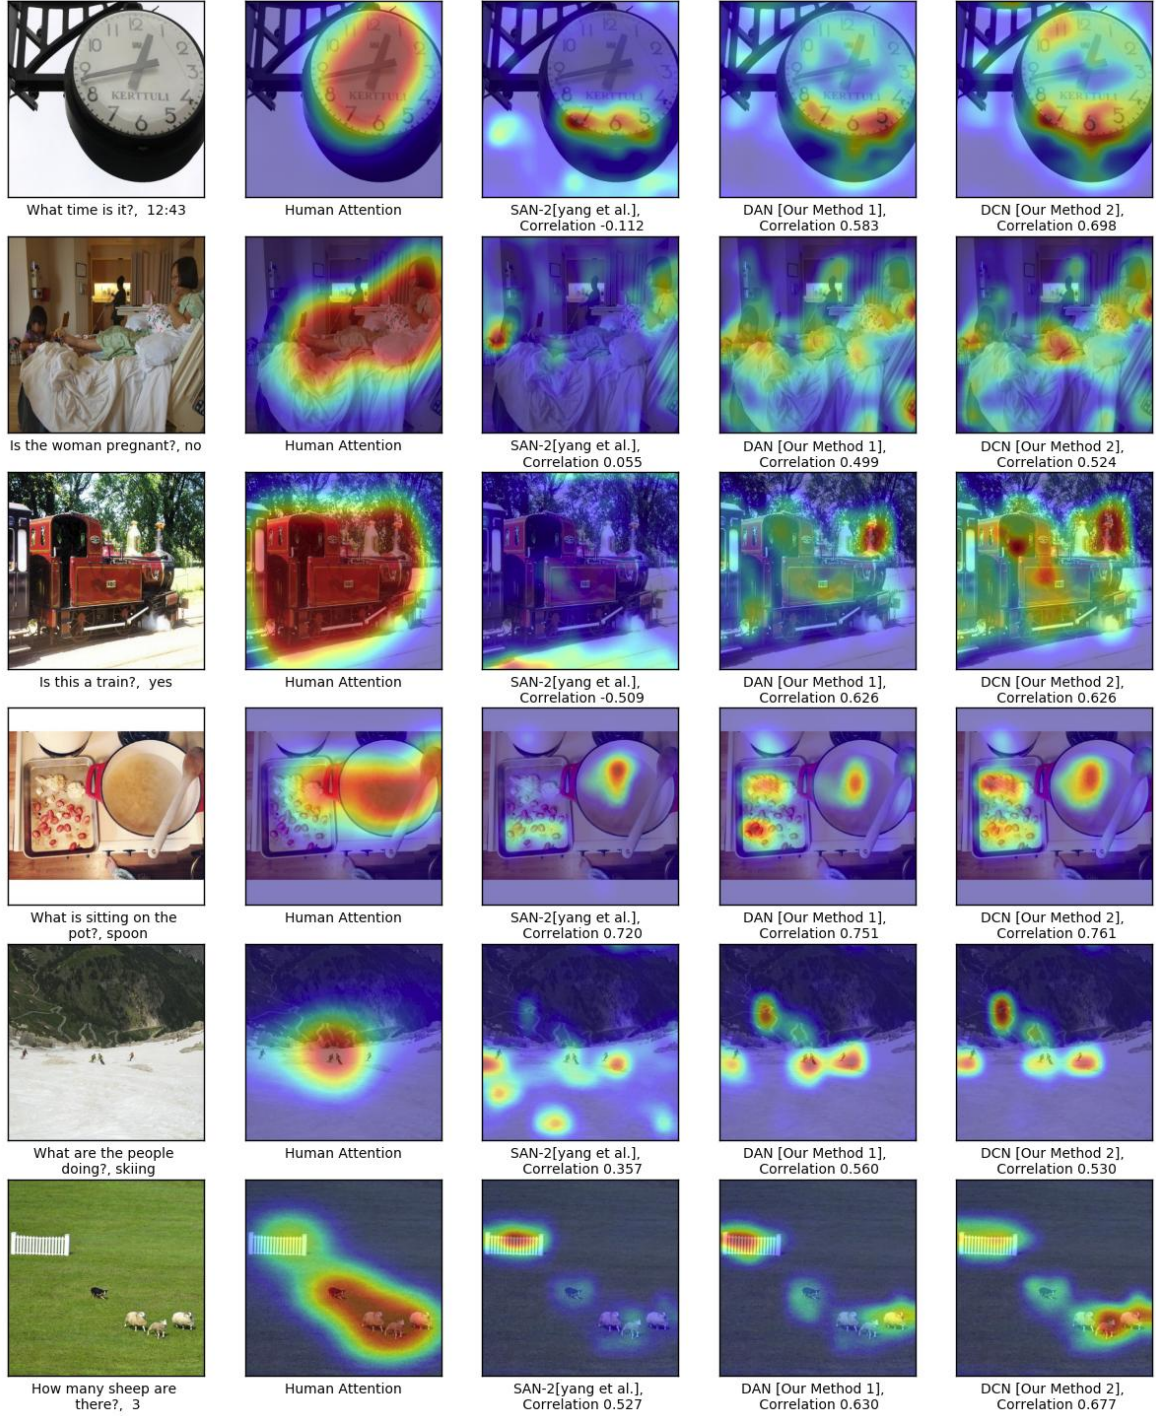 KERTTULI
What time is it?, 12:43
Human Attention
SAN-2[yang et al.],
Correlation -0.112
DAN [Our Method 1],
Correlation 0.583
DCN [Our Method 2],
Correlation 0.698
Is the woman pregnant?, no
Human Attention
SAN-2[yang et al.],
Correlation 0.055
DAN [Our Method 1],
Correlation 0.499
DCN [Our Method 2],
Correlation 0.524
Is this a train?, yes
Human Attention
SAN-2[yang et al.],
Correlation -0.509
DAN [Our Method 1],
Correlation 0.626
DCN [Our Method 2],
Correlation 0.626
What is sitting on the
pot?, spoon
Human Attention
SAN-2[yang et al.],
Correlation 0.720
DAN [Our Method 1],
Correlation 0.751
DCN [Our Method 2],
Correlation 0.761
What are the people
doing?, skiing
Human Attention
SAN-2[yang et al.],
Correlation 0.357
DAN [Our Method 1],
Correlation 0.560
DCN [Our Method 2],
Correlation 0.530
How many sheep are
there?, 3
Human Attention
SAN-2[yang et al.],
Correlation 0.527
DAN [Our Method 1],
Correlation 0.630
DCN [Our Method 2],
Correlation 0.677